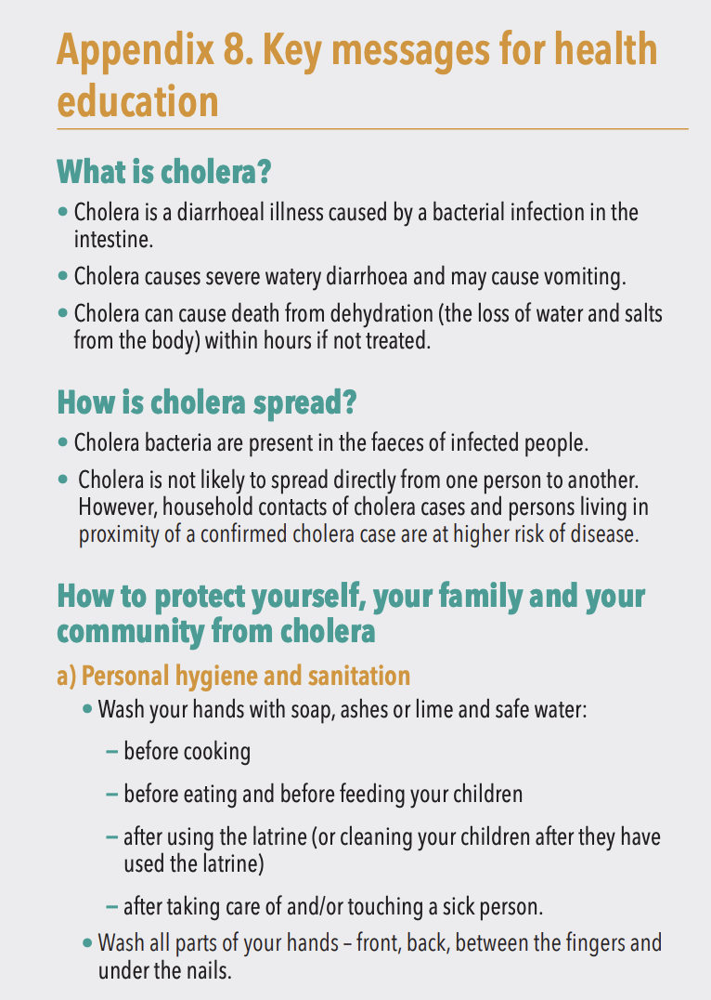 Appendix 8. Key messages for health
education
What is cholera?
• Cholera is a diarrhoeal illness caused by a bacterial infection in the
intestine.
• Cholera causes severe watery diarrhoea and may cause vomiting.
• Cholera can cause death from dehydration (the loss of water and salts
from the body) within hours if not treated.
How is cholera spread?
• Cholera bacteria are present in the faeces of infected people.
• Cholera is not likely to spread directly from one person to another.
However, household contacts of cholera cases and persons living in
proximity of a confirmed cholera case are at higher risk of disease.
How to protect yourself, your family and your
community from cholera
a) Personal hygiene and sanitation
• Wash your hands with soap, ashes or lime and safe water:
– before cooking
– before eating and before feeding your children
– after using the latrine (or cleaning your children after they have
used the latrine)
– after taking care of and/or touching a sick person.
• Wash all parts of your hands – front, back, between the fingers and
under the nails.